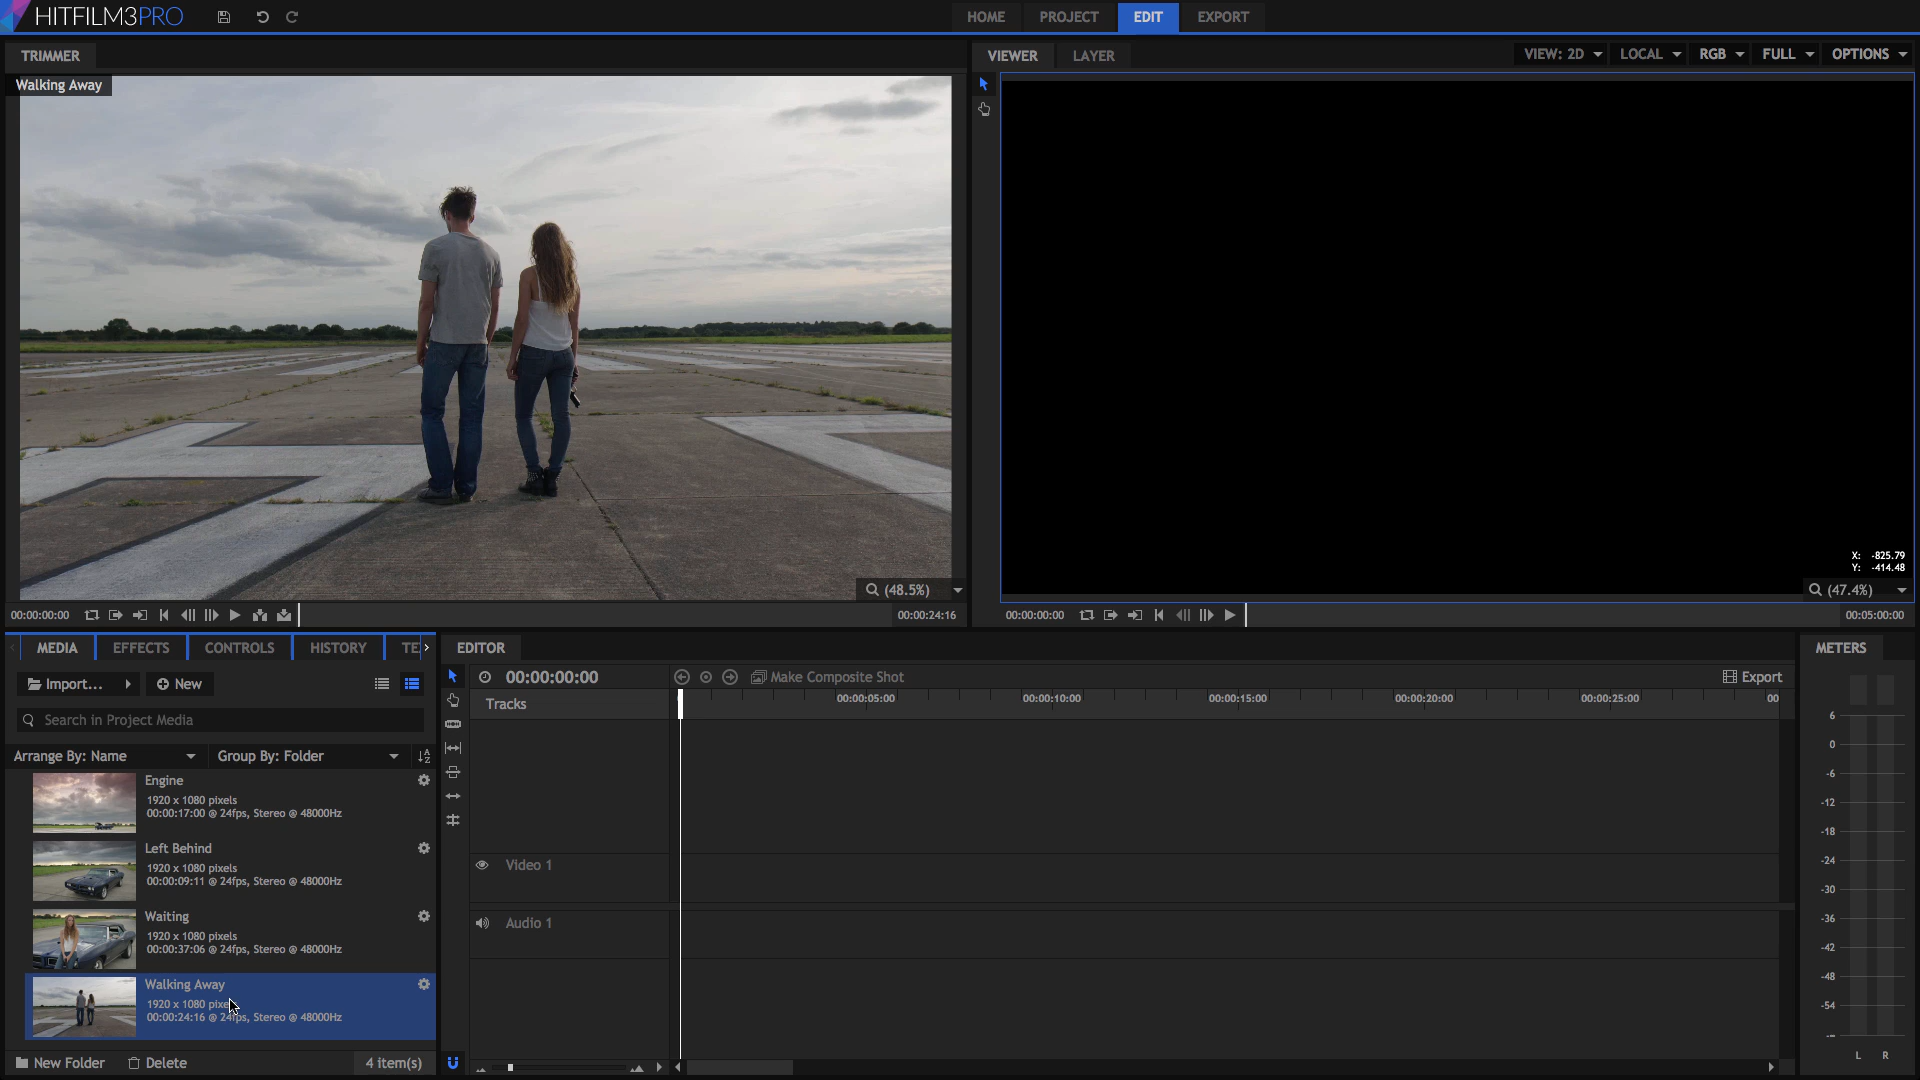 HITFILM3PRO
HOME PROJECT EDIT EXPORT
TRIMMER
Walking Away
(48.5%)
00:00:00:00
00:00:24:16
VIEWER LAYER
VIEW: 2D LOCAL RGB FULL OPTIONS
X: -825.79
Y: -414.48
(47.4%)
00:00:00:00
00:05:00:00
MEDIA EFFECTS CONTROLS HISTORY TE
Import... New
Search in Project Media
Arrange By: Name Group By: Folder
Engine
1920 x 1080 pixels
00:00:17:00 @ 24fps, Stereo @ 48000Hz
Left Behind
1920 x 1080 pixels
00:00:09:11 @ 24fps, Stereo @ 48000Hz
Waiting
1920 x 1080 pixels
00:00:37:06 @ 24fps, Stereo @ 48000Hz
Walking Away
1920 x 1080 pixe
00:00:24:16 @ 24fps, Stereo @ 48000Hz
New Folder Delete 4 item(s)
EDITOR
00:00:00:00
Make Composite Shot
Export
Tracks
00:00:05:00 00:00:10:00 00:00:15:00 00:00:20:00 00:00:25:00 00
Video 1
Audio 1
METERS
6
0
-6
-12
-18
-24
-30
-36
-42
-48
-54
L R